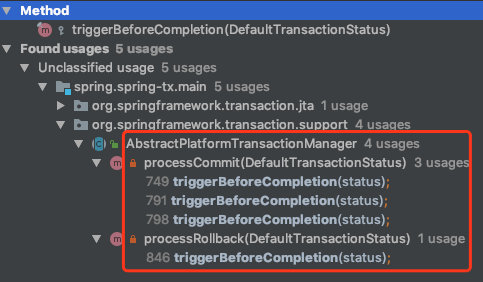 Method
triggerBeforeCompletion(DefaultTransactionStatus)
Found usages 5 usages
Unclassified usage 5 usages
spring.spring-tx.main 5 usages
org.springframework.transaction.jta 1 usage
org.springframework.transaction.support 4 usages
AbstractPlatformTransactionManager 4 usages
processCommit(DefaultTransactionStatus) 3 usages
749 triggerBeforeCompletion(status);
791 triggerBeforeCompletion(status);
798 triggerBeforeCompletion(status);
processRollback(DefaultTransactionStatus) 1 usage
846 triggerBeforeCompletion(status);